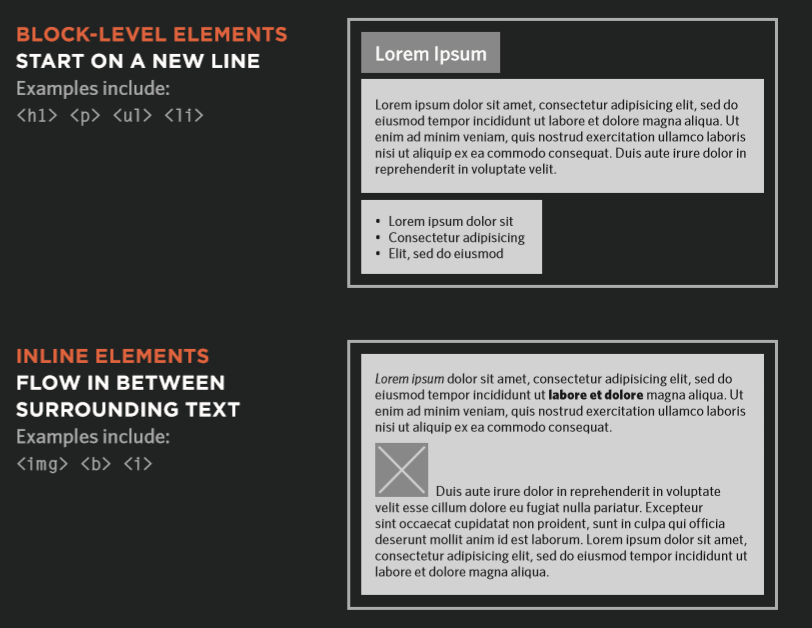 BLOCK-LEVEL ELEMENTS
START ON A NEW LINE
Examples include:
<h1> <p> <ul> <li>
Lorem Ipsum
Lorem ipsum dolor sit amet, consectetur adipisicing elit, sed do
eiusmod tempor incididunt ut labore et dolore magna aliqua. Ut
enim ad minim veniam, quis nostrud exercitation ullamco laboris
nisi ut aliquip ex ea commodo consequat. Duis aute irure dolor in
reprehenderit in voluptate velit.
• Lorem ipsum dolor sit
• Consectetur adipisicing
• Elit, sed do eiusmod
INLINE ELEMENTS
FLOW IN BETWEEN
SURROUNDING TEXT
Examples include:
<img> <b> <i>
Lorem ipsum dolor sit amet, consectetur adipisicing elit, sed do
eiusmod tempor incididunt ut labore et dolore magna aliqua. Ut
enim ad minim veniam, quis nostrud exercitation ullamco laboris
nisi ut aliquip ex ea commodo consequat.
Duis aute irure dolor in reprehenderit in voluptate
velit esse cillum dolore eu fugiat nulla pariatur. Excepteur
sint occaecat cupidatat non proident, sunt in culpa qui officia
deserunt mollit anim id est laborum. Lorem ipsum dolor sit amet,
consectetur adipisicing elit, sed do eiusmod tempor incididunt ut
labore et dolore magna aliqua.